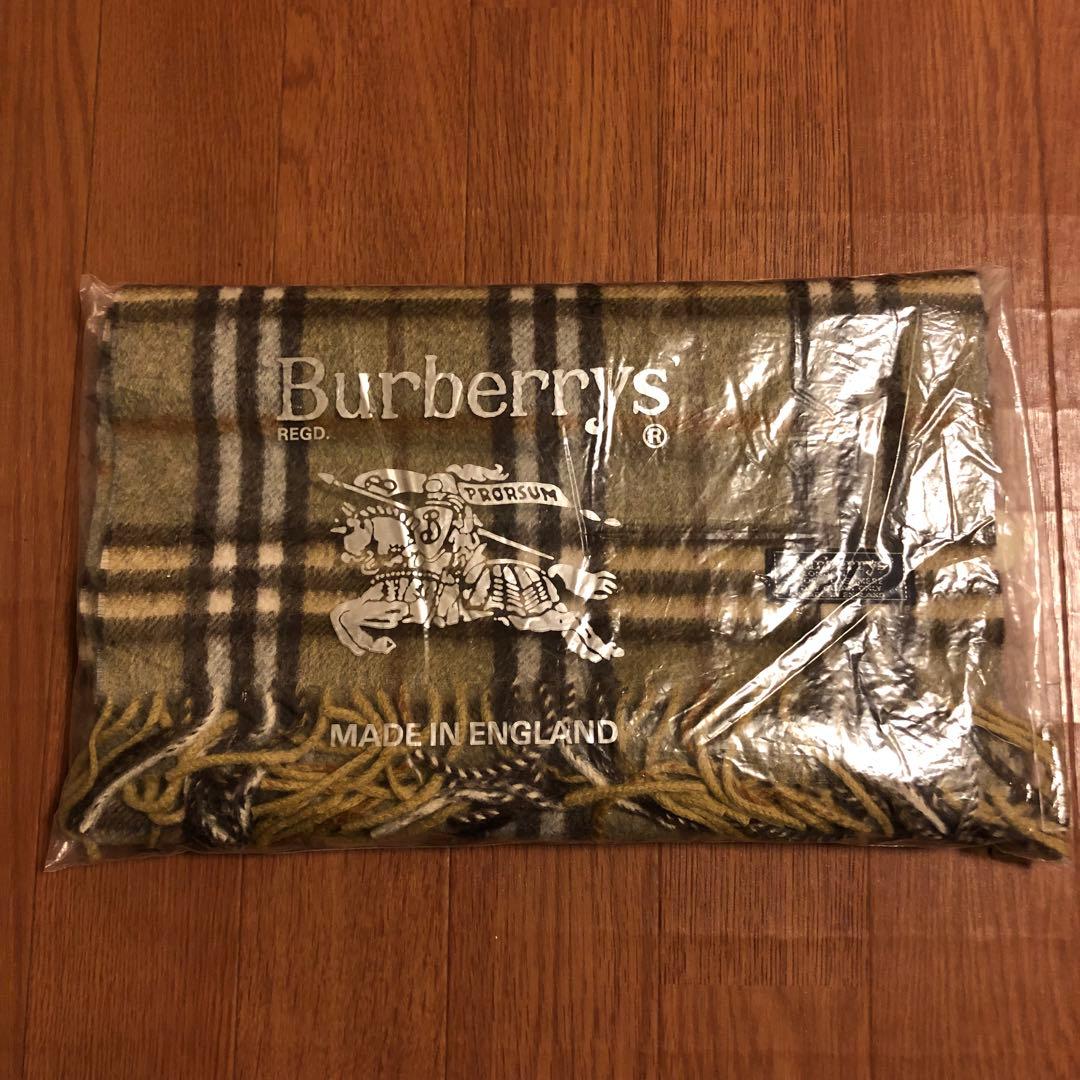 Burberrys
REGD. ®
PRORSUM
MADE IN ENGLAND